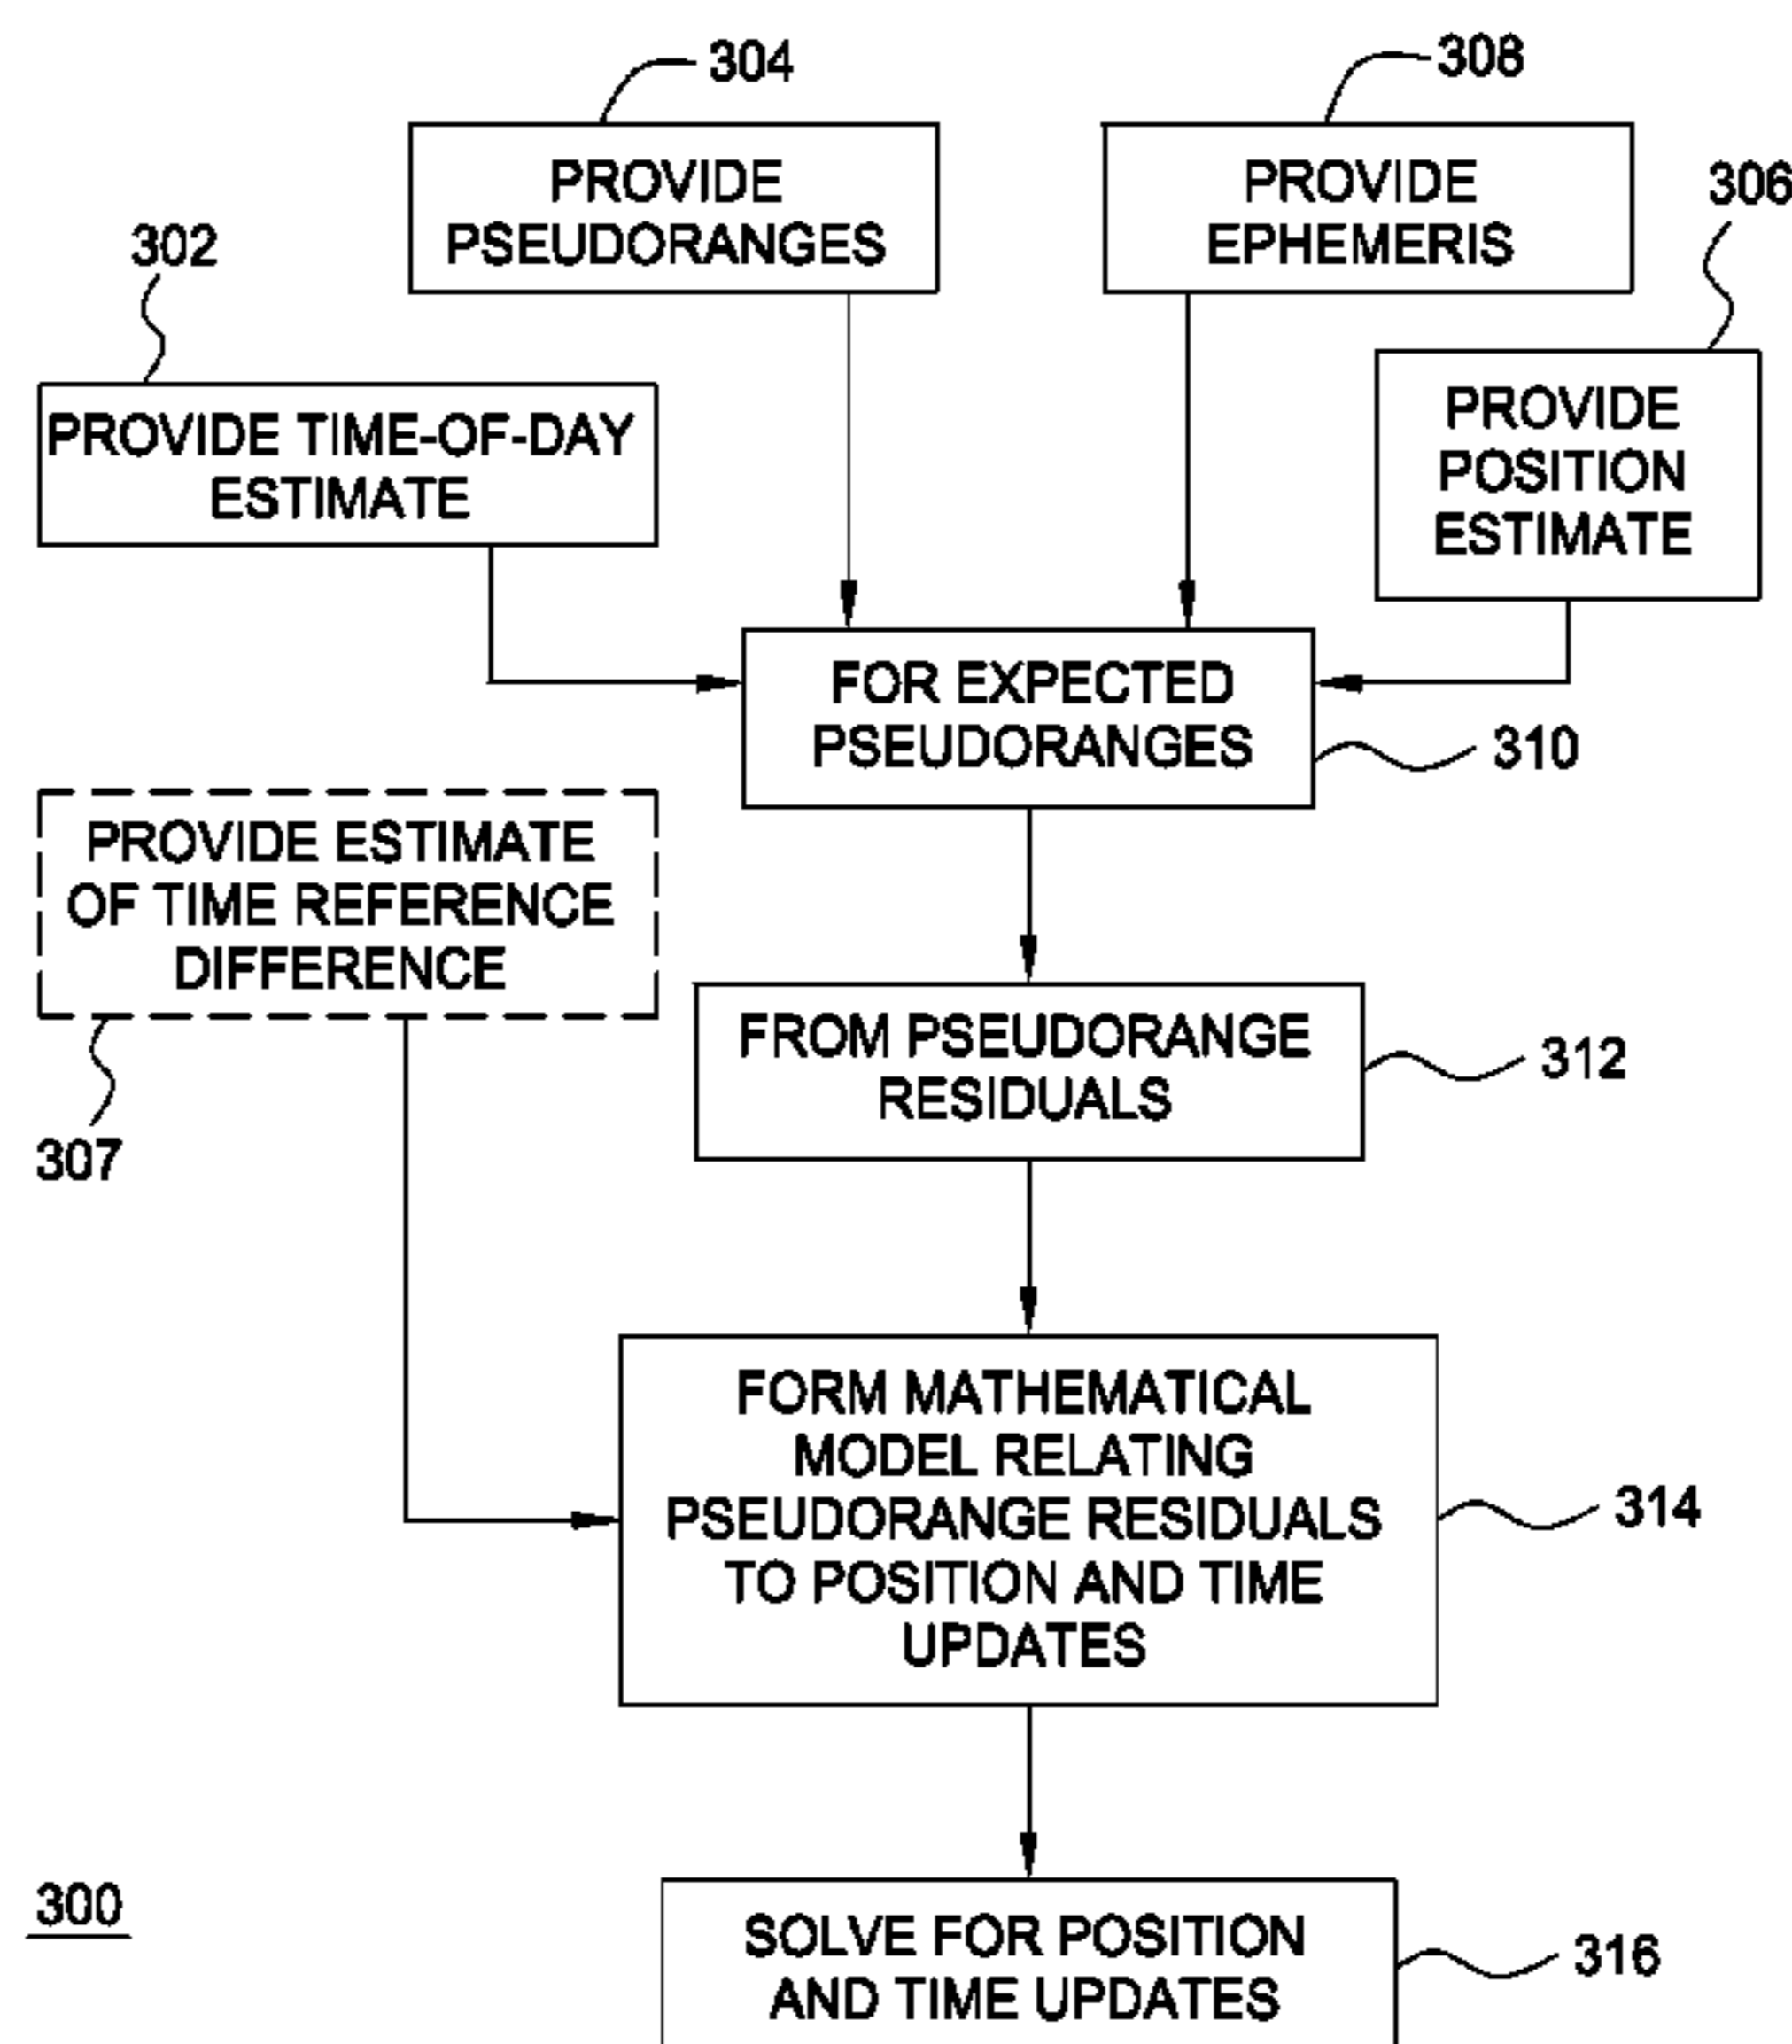 304
308
PROVIDE
PSEUDORANGES
PROVIDE
EPHEMERIS
306
302
PROVIDE TIME-OF-DAY
ESTIMATE
PROVIDE
POSITION
ESTIMATE
FOR EXPECTED
PSEUDORANGES
310
PROVIDE ESTIMATE
OF TIME REFERENCE
DIFFERENCE
307
FROM PSEUDORANGE
RESIDUALS
312
FORM MATHEMATICAL
MODEL RELATING
PSEUDORANGE RESIDUALS
TO POSITION AND TIME
UPDATES
314
300
SOLVE FOR POSITION
AND TIME UPDATES
316